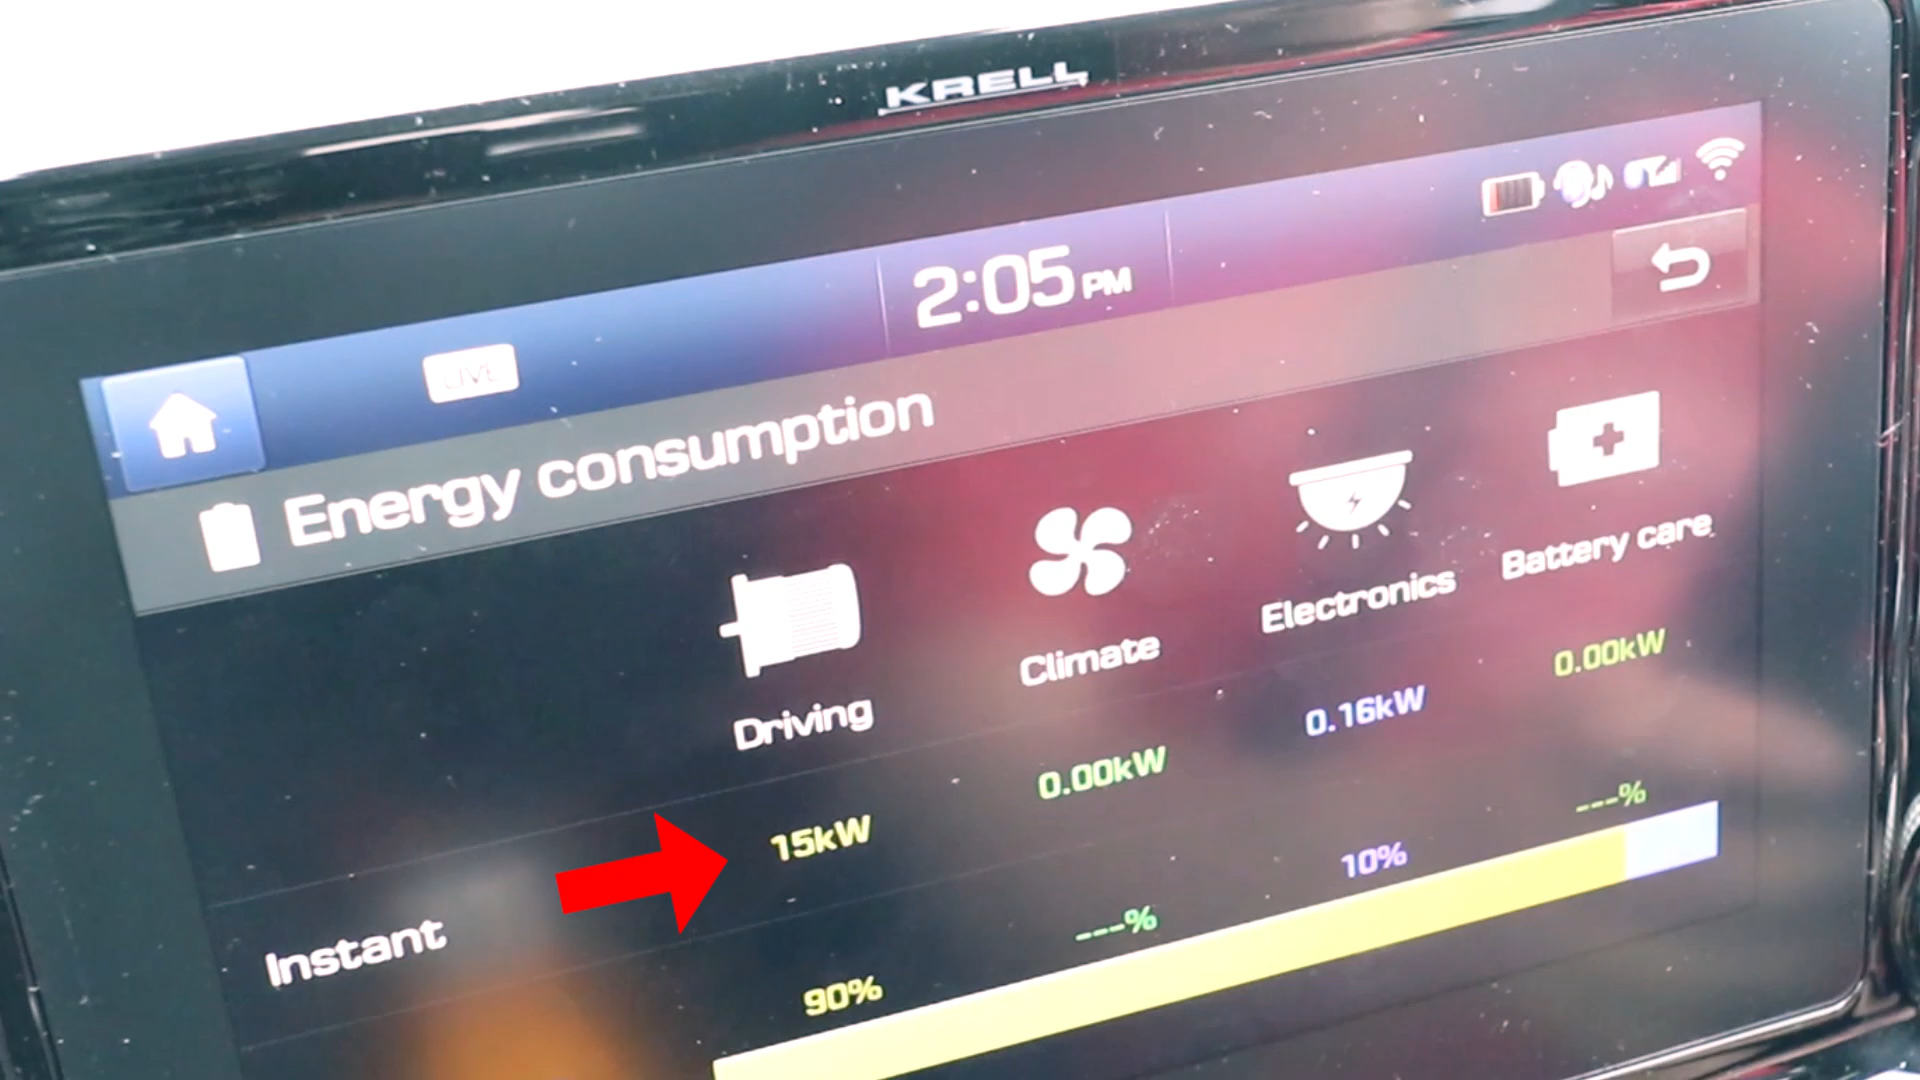 KRELL
2:05 PM
LIVE
Energy consumption
Driving
Climate
Electronics
Battery care
Instant
15kW
0.00kW
0.16kW
0.00kW
90%
---%
10%
---%